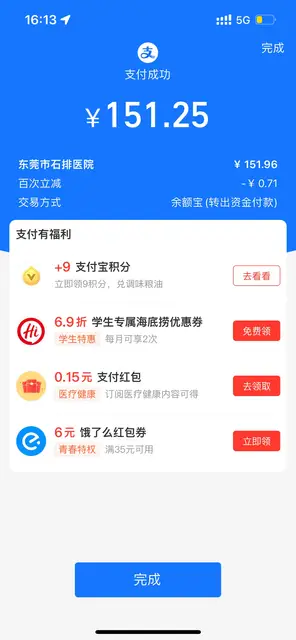 16:13
5G
完成
支
支付成功
¥151.25
东莞市石排医院 ¥ 151.96
百次立减 -¥ 0.71
交易方式 余额宝(转出资金付款)
支付有福利
+9 支付宝积分
立即领9积分，兑调味粮油
去看看
Hi
6.9折 学生专属海底捞优惠券
学生特惠 每月可享2次
免费领
0.15元 支付红包
医疗健康 订阅医疗健康内容可得
去领取
6元 饿了么红包券
青春特权 满35元可用
立即领
完成